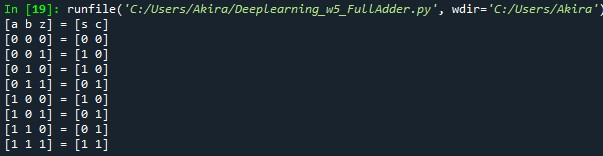 In [19]: runfile('C:/Users/Akira/Deeplearning_w5_FullAdder.py', wdir='C:/Users/Akira')
[a b z] = [s c]
[0 0 0] = [0 0]
[0 0 1] = [1 0]
[0 1 0] = [1 0]
[0 1 1] = [0 1]
[1 0 0] = [1 0]
[1 0 1] = [0 1]
[1 1 0] = [0 1]
[1 1 1] = [1 1]